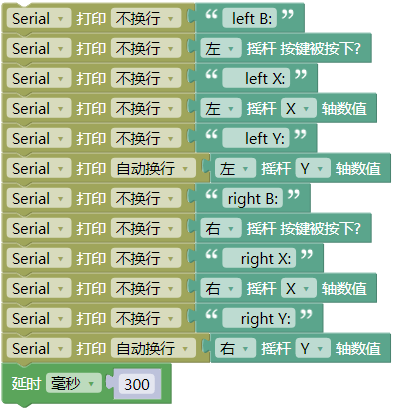 Serial 打印 不换行 “ left B: ”
Serial 打印 不换行 左 摇杆 按键被按下?
Serial 打印 不换行 “ left X: ”
Serial 打印 不换行 左 摇杆 X 轴数值
Serial 打印 不换行 “ left Y: ”
Serial 打印 自动换行 左 摇杆 Y 轴数值
Serial 打印 不换行 “ right B: ”
Serial 打印 不换行 右 摇杆 按键被按下?
Serial 打印 不换行 “ right X: ”
Serial 打印 不换行 右 摇杆 X 轴数值
Serial 打印 不换行 “ right Y: ”
Serial 打印 自动换行 右 摇杆 Y 轴数值
延时 毫秒 300